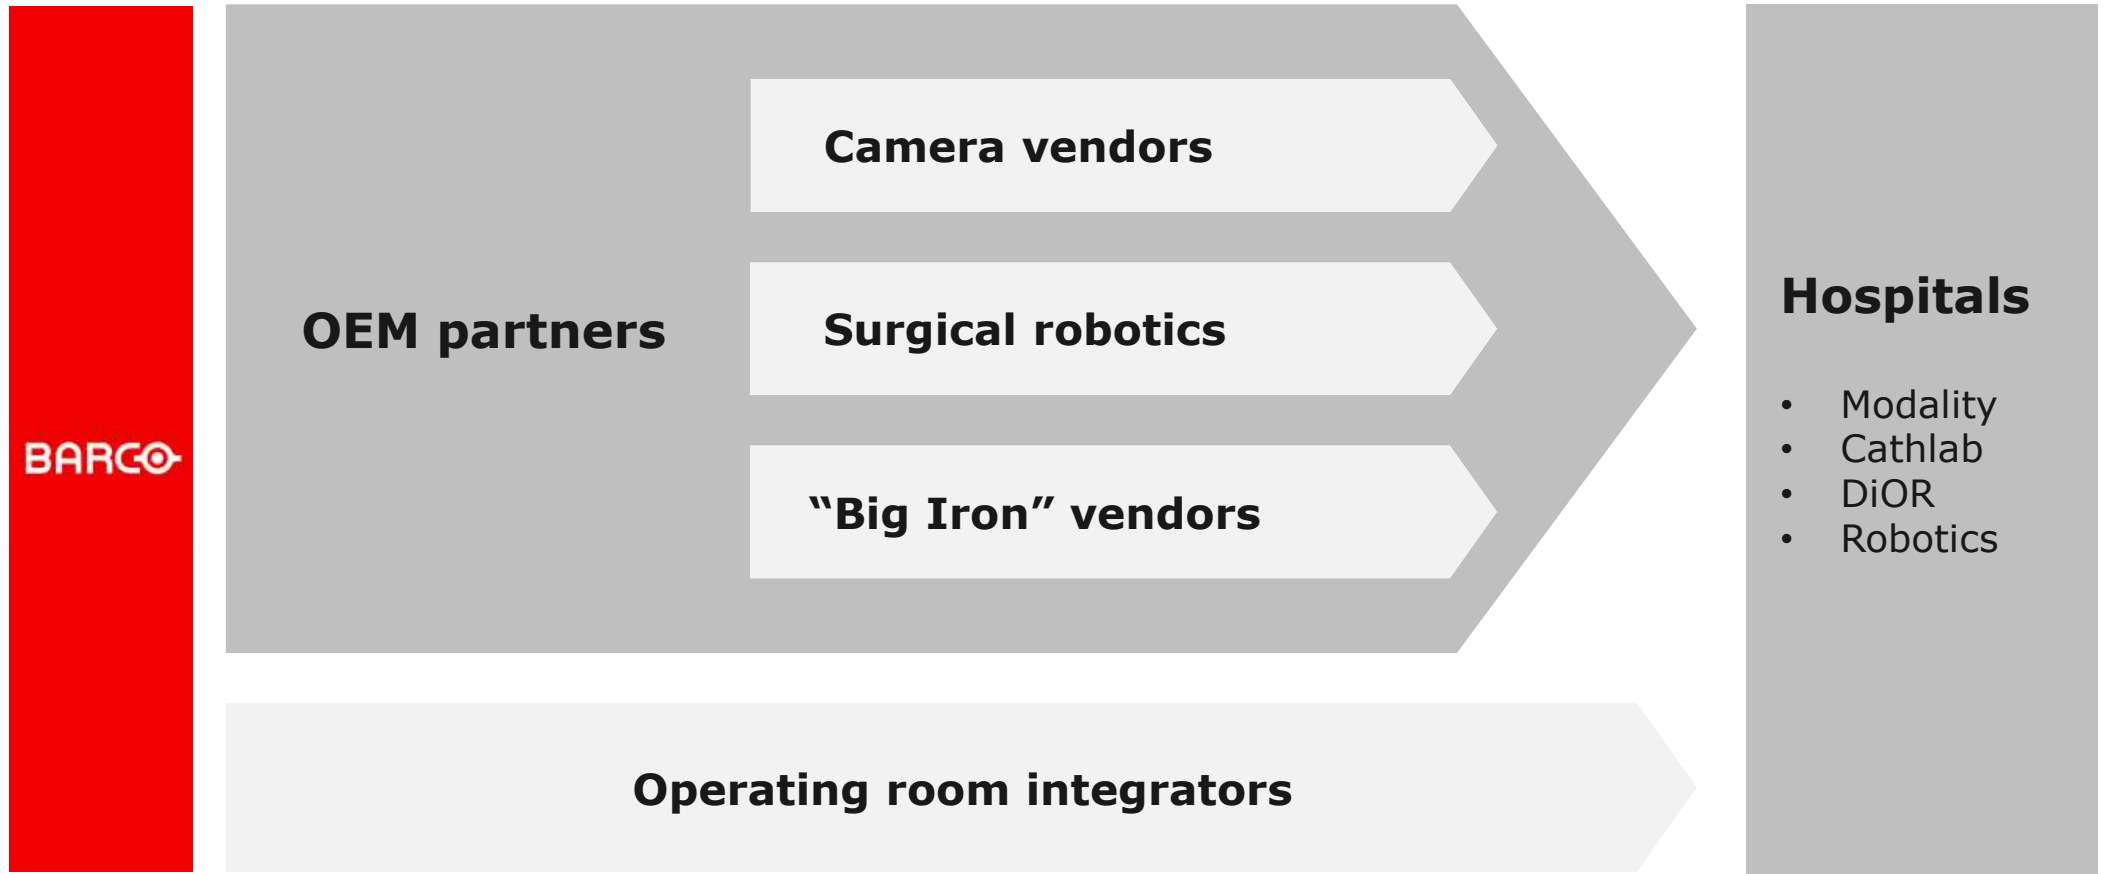 BARCO
OEM partners
Camera vendors
Surgical robotics
“Big Iron” vendors
Operating room integrators
Hospitals
• Modality
• Cathlab
• DiOR
• Robotics